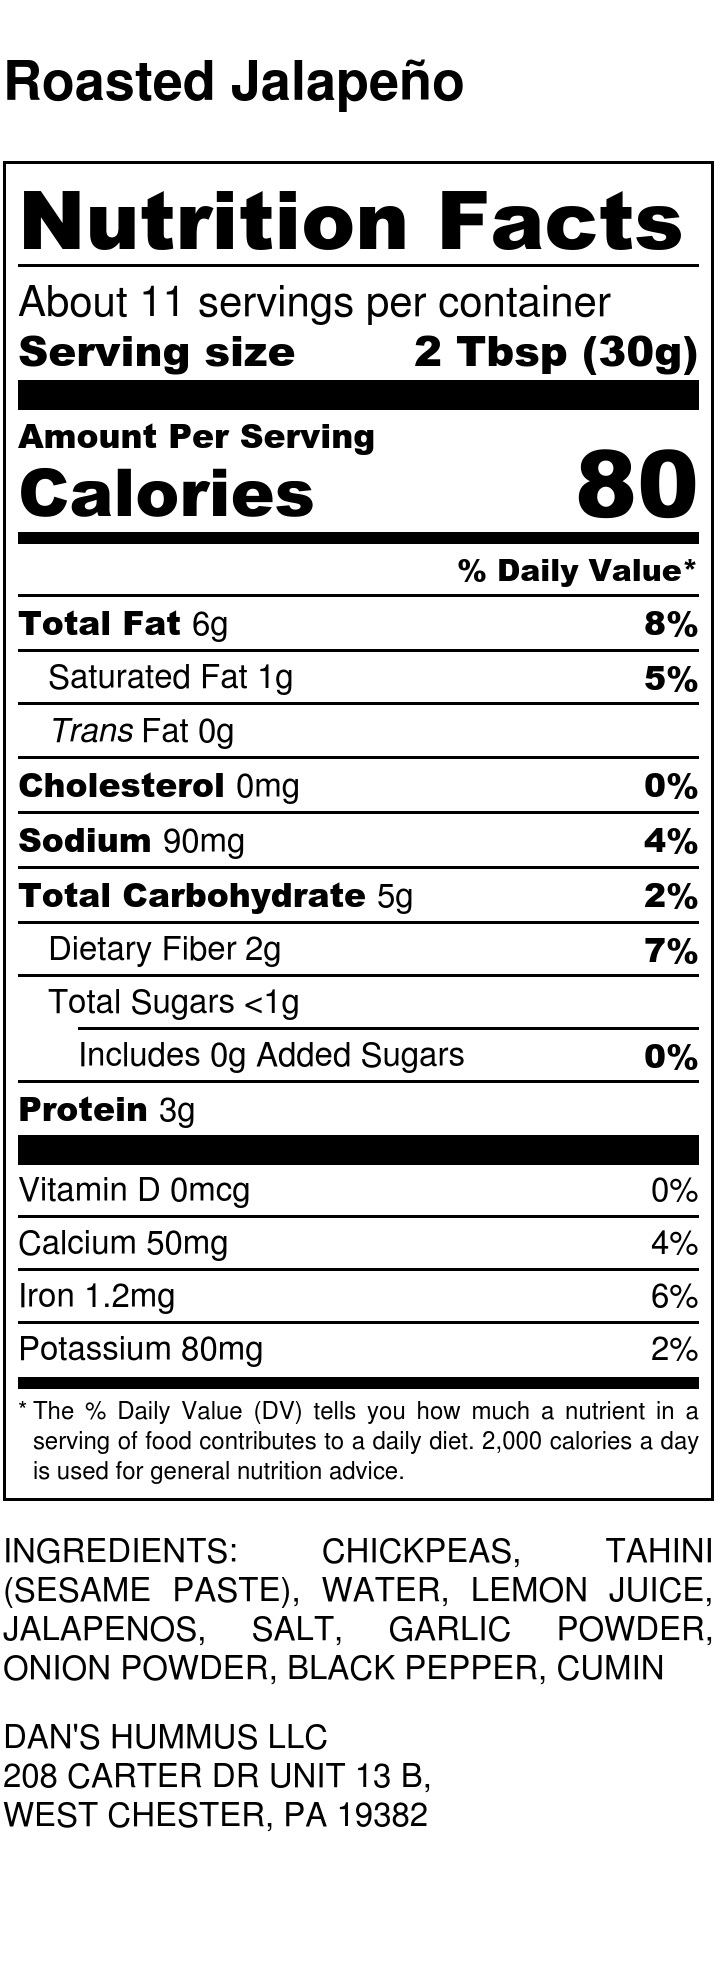 Roasted Jalapeño
Nutrition Facts
About 11 servings per container
Serving size 2 Tbsp (30g)
Amount Per Serving
Calories 80
% Daily Value*
Total Fat 6g 8%
Saturated Fat 1g 5%
Trans Fat 0g
Cholesterol 0mg 0%
Sodium 90mg 4%
Total Carbohydrate 5g 2%
Dietary Fiber 2g 7%
Total Sugars <1g
Includes 0g Added Sugars 0%
Protein 3g
Vitamin D 0mcg 0%
Calcium 50mg 4%
Iron 1.2mg 6%
Potassium 80mg 2%
* The % Daily Value (DV) tells you how much a nutrient in a
serving of food contributes to a daily diet. 2,000 calories a day
is used for general nutrition advice.
INGREDIENTS: CHICKPEAS, TAHINI
(SESAME PASTE), WATER, LEMON JUICE,
JALAPENOS, SALT, GARLIC POWDER,
ONION POWDER, BLACK PEPPER, CUMIN
DAN'S HUMMUS LLC
208 CARTER DR UNIT 13 B,
WEST CHESTER, PA 19382